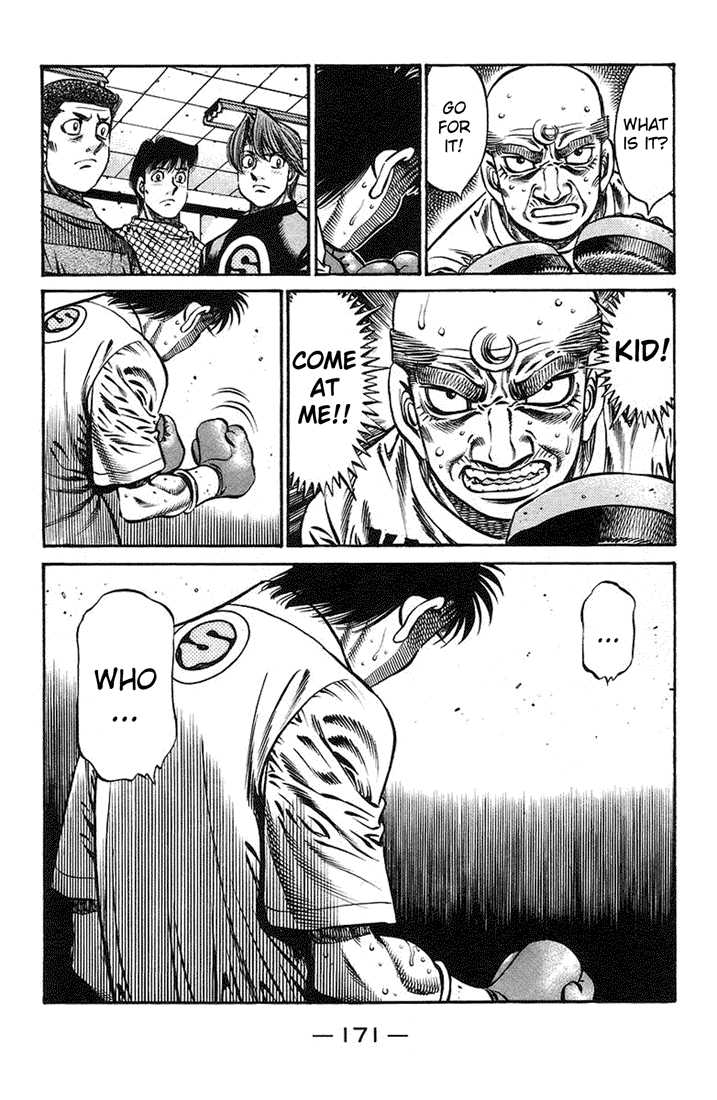 WHAT
IS IT?
GO
FOR
IT!
S
KID!
COME
AT
ME!!
S
...
S
WHO
...
— 171 —